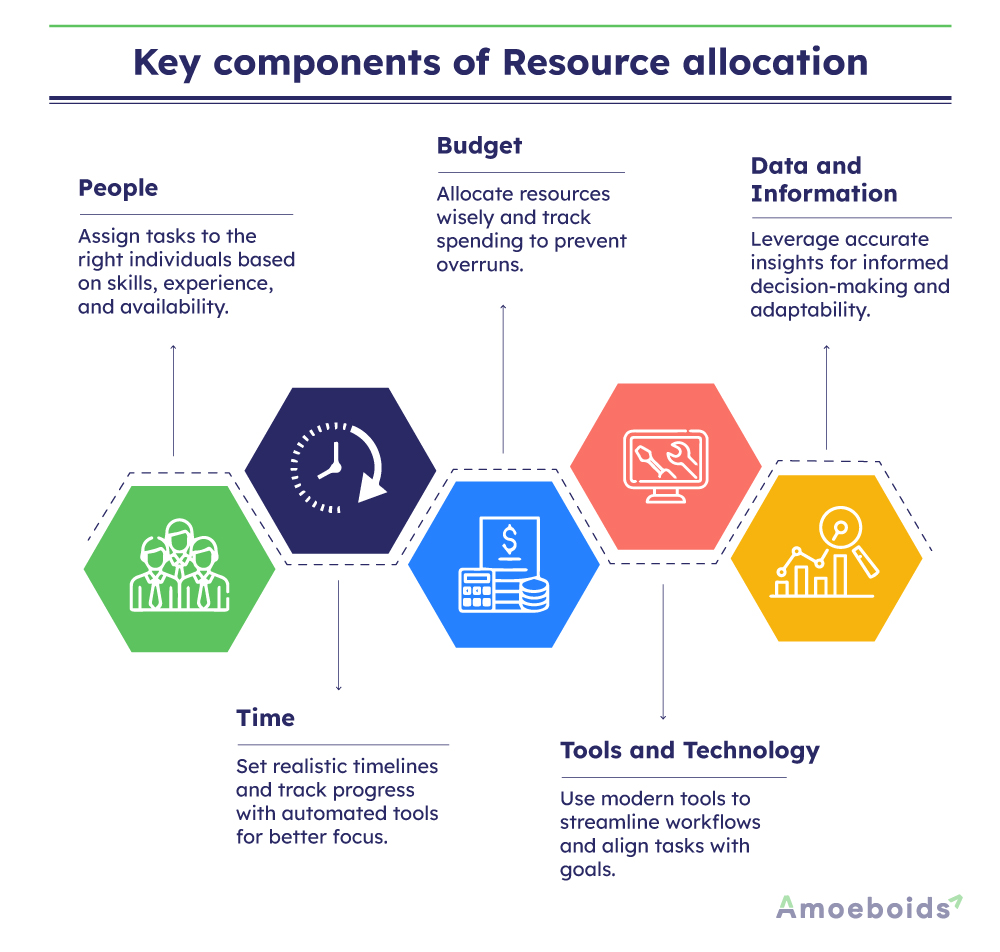 Key components of Resource allocation
People
Assign tasks to the
right individuals based
on skills, experience,
and availability.
Budget
Allocate resources
wisely and track
spending to prevent
overruns.
Data and
Information
Leverage accurate
insights for informed
decision-making and
adaptability.
$
Time
Set realistic timelines
and track progress
with automated tools
for better focus.
Tools and Technology
Use modern tools to
streamline workflows
and align tasks with
goals.
Amoeboids